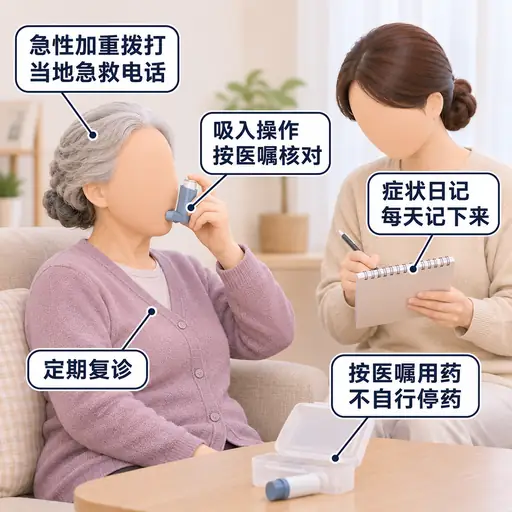 急性加重拨打
当地急救电话
吸入操作
按医嘱核对
症状日记
每天记下来
定期复诊
按医嘱用药
不自行停药